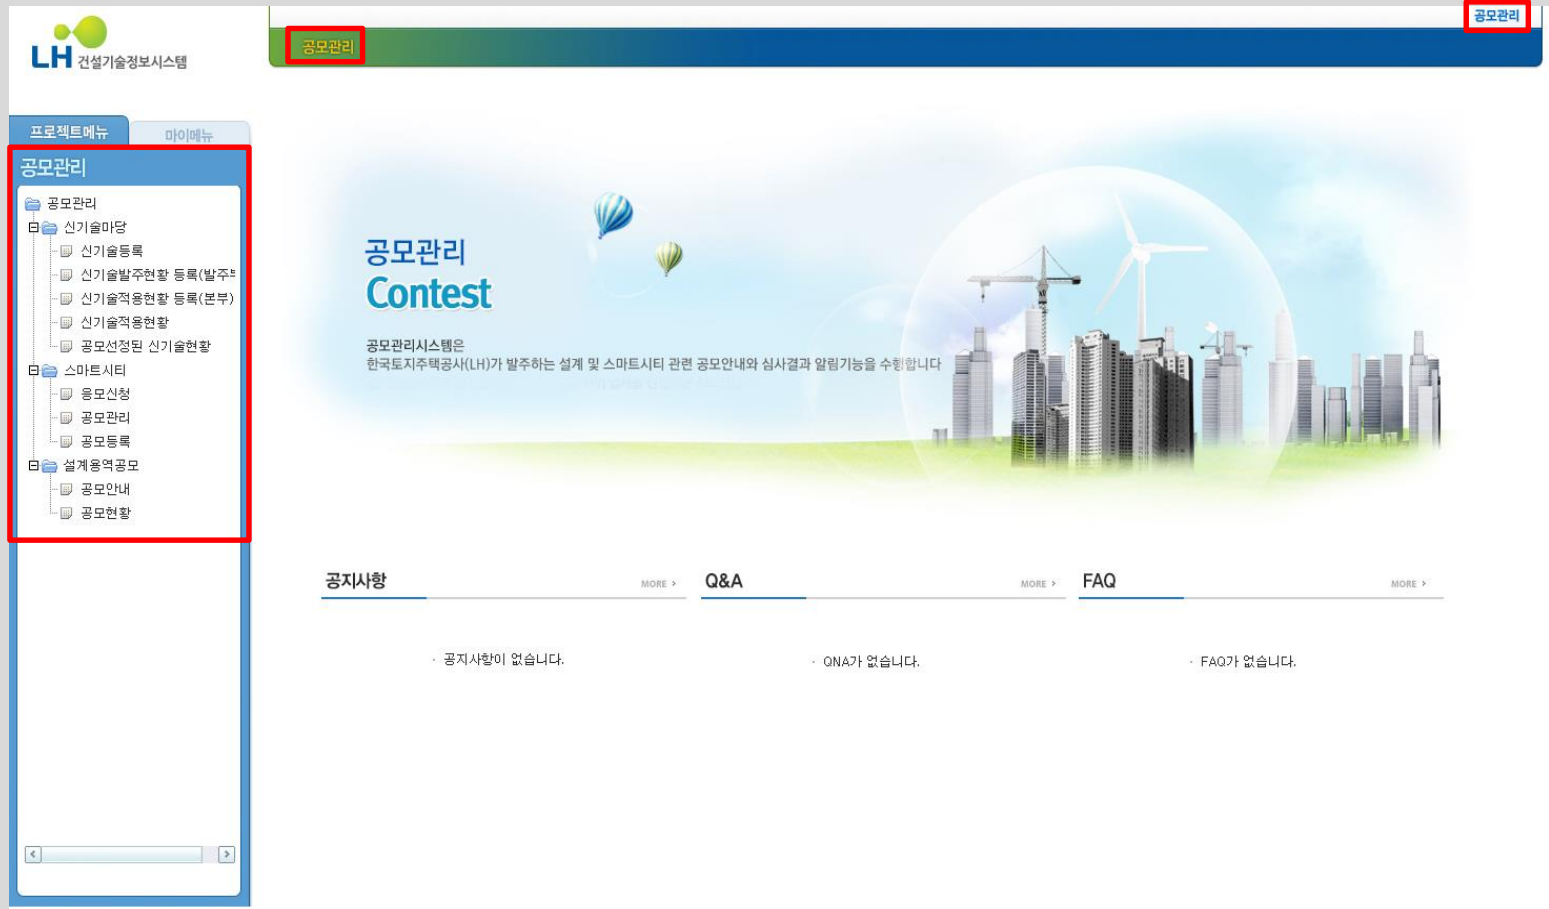 공모관리
LH 건설기술정보시스템
공모관리
프로젝트메뉴
마이메뉴
공모관리
공모관리
신기술마당
신기술등록
신기술발주현황 등록(발주
신기술적용현황 등록(본부)
신기술적용현황
공모선정된 신기술현황
스마트시티
응모신청
공모관리
공모등록
설계용역공모
공모안내
공모현황
공모관리
Contest
공모관리시스템은
한국토지주택공사(LH)가 발주하는 설계 및 스마트시티 관련 공모안내와 심사결과 알림기능을 수행합니다
공지사항 MORE >
· 공지사항이 없습니다.
Q&A MORE >
· QNA가 없습니다.
FAQ MORE >
· FAQ가 없습니다.